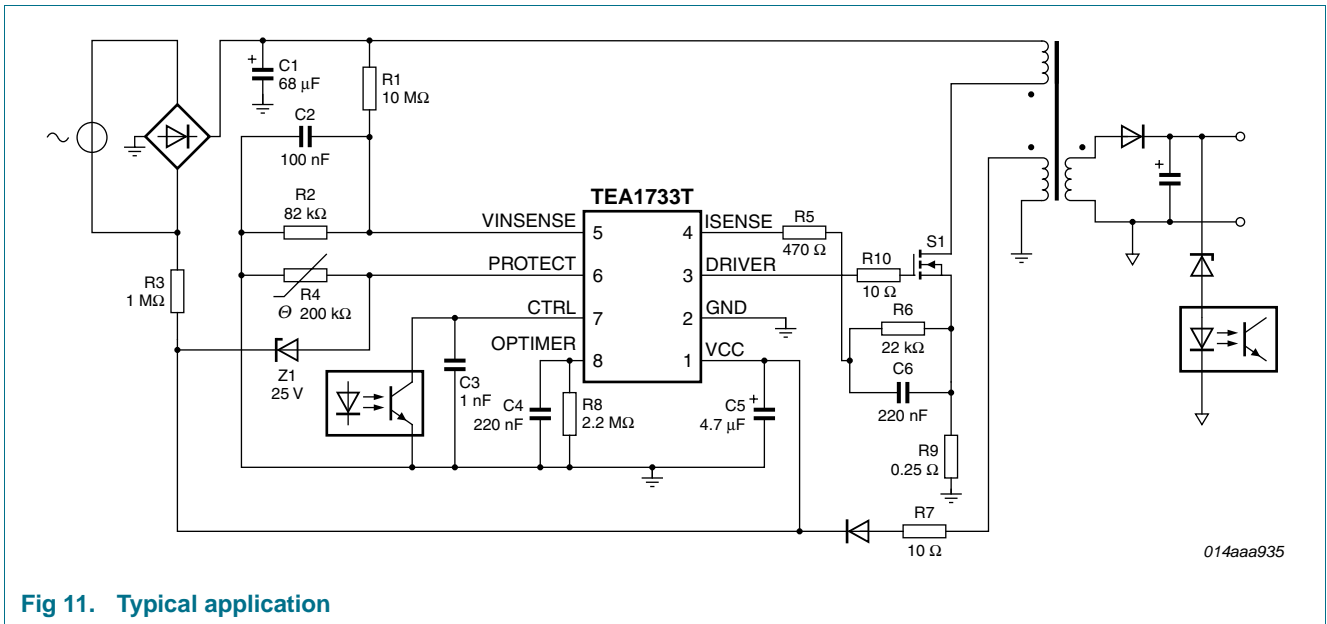 C1
68 μF
R1
10 MΩ
C2
100 nF
R2
82 kΩ
TEA1733T
VINSENSE
5
4
ISENSE
R5
470 Ω
S1
PROTECT
6
3
DRIVER
R10
10 Ω
R3
1 MΩ
R4
Θ 200 kΩ
CTRL
7
2
GND
R6
22 kΩ
OPTIMER
8
1
VCC
C6
220 nF
Z1
25 V
C3
1 nF
C4
220 nF
R8
2.2 MΩ
C5
4.7 μF
R9
0.25 Ω
R7
10 Ω
014aaa935
Fig 11. Typical application